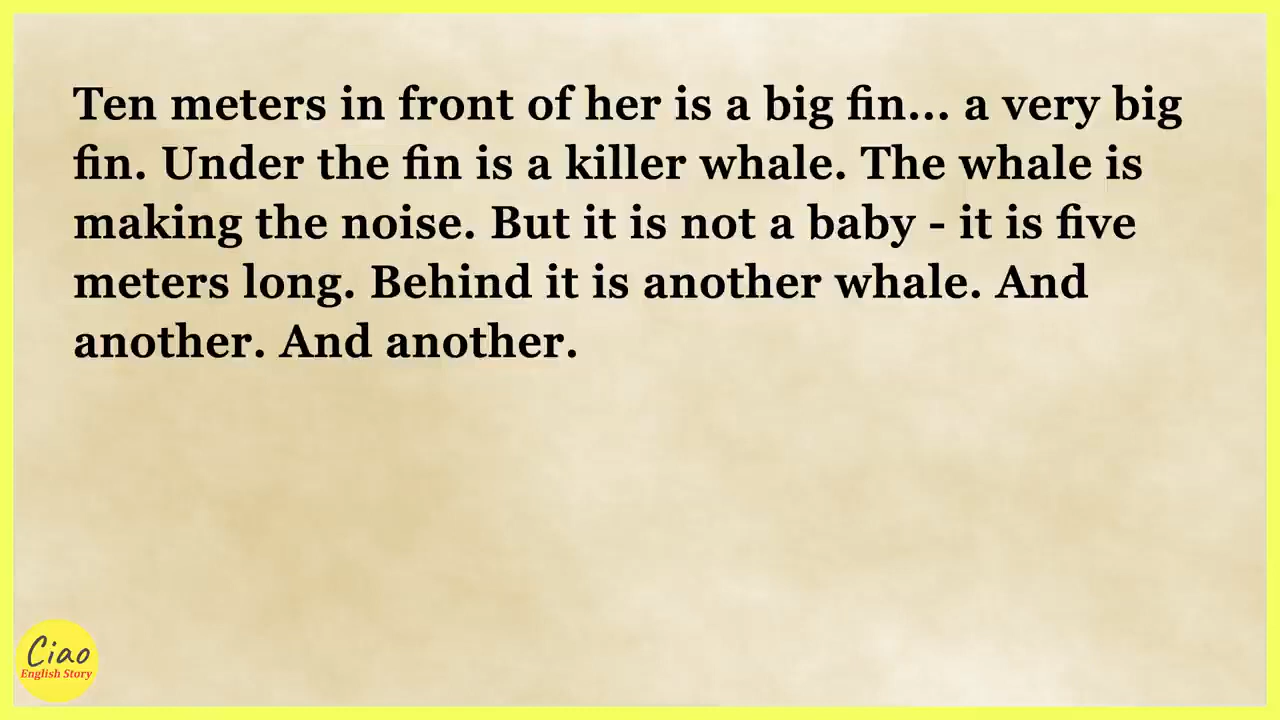 Ten meters in front of her is a big fin... a very big
fin. Under the fin is a killer whale. The whale is
making the noise. But it is not a baby - it is five
meters long. Behind it is another whale. And
another. And another.
Ciao
English Story